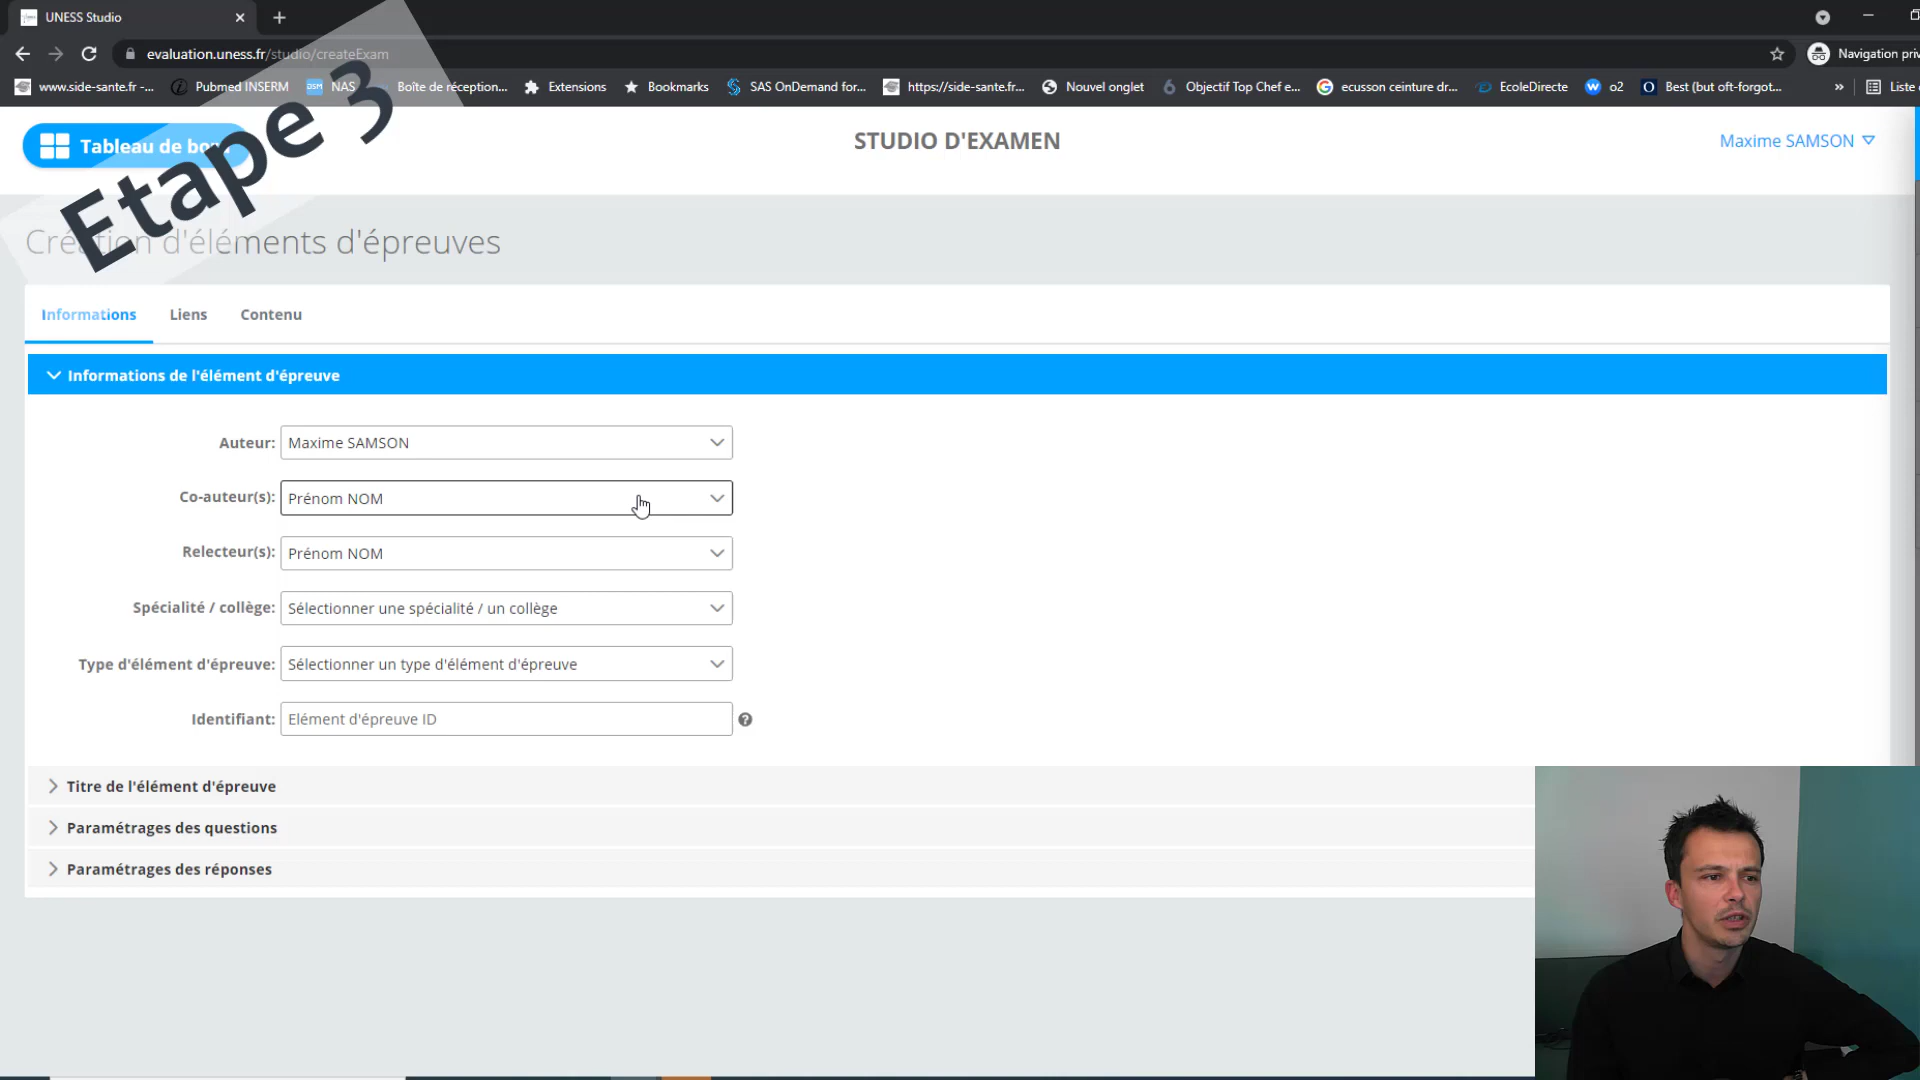 UNESS Studio
evaluation.uness.fr/studio/createExam
Navigation priv
www.side-sante.fr -...
Pubmed INSERM
DSM NAS
Boîte de réception...
Extensions
Bookmarks
SAS OnDemand for...
https://side-sante.fr...
Nouvel onglet
Objectif Top Chef e...
ecusson ceinture dr...
EcoleDirecte
o2
Best (but oft-forgot...
»
Liste
Tableau de bord
STUDIO D'EXAMEN
Maxime SAMSON
Etape 3
Création d'éléments d'épreuves
Informations
Liens
Contenu
Informations de l'élément d'épreuve
Auteur: Maxime SAMSON
Co-auteur(s): Prénom NOM
Relecteur(s): Prénom NOM
Spécialité / collège: Sélectionner une spécialité / un collège
Type d'élément d'épreuve: Sélectionner un type d'élément d'épreuve
Identifiant: Elément d'épreuve ID
Titre de l'élément d'épreuve
Paramétrages des questions
Paramétrages des réponses